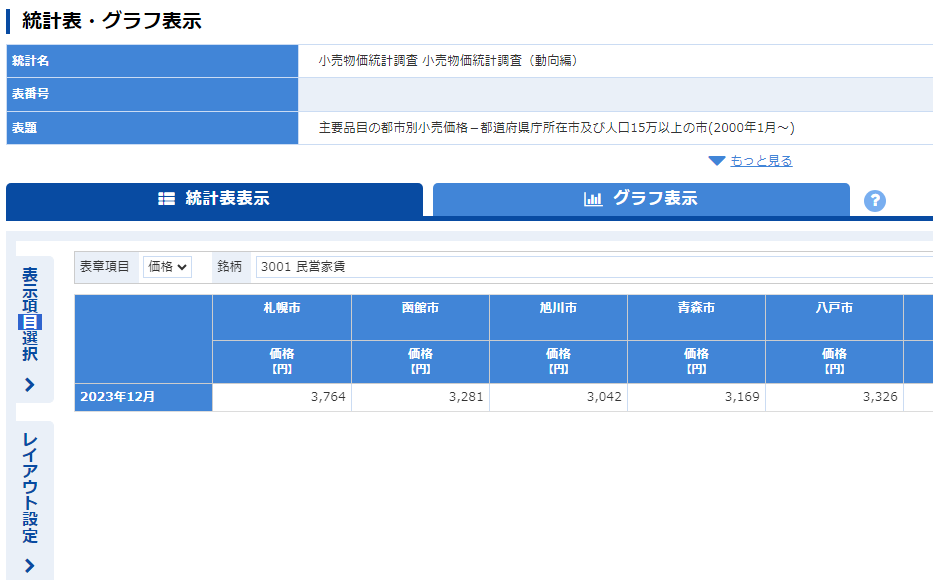 統計表・グラフ表示
統計名 小売物価統計調査 小売物価統計調査（動向編）
表番号
表題 主要品目の都市別小売価格－都道府県庁所在市及び人口15万以上の市(2000年1月～)
もっと見る
統計表表示 グラフ表示 ?
表示項目選択
表章項目 価格 銘柄 3001 民営家賃
札幌市 函館市 旭川市 青森市 八戸市
価格 価格 価格 価格 価格
【円】 【円】 【円】 【円】 【円】
2023年12月 3,764 3,281 3,042 3,169 3,326
レイアウト設定